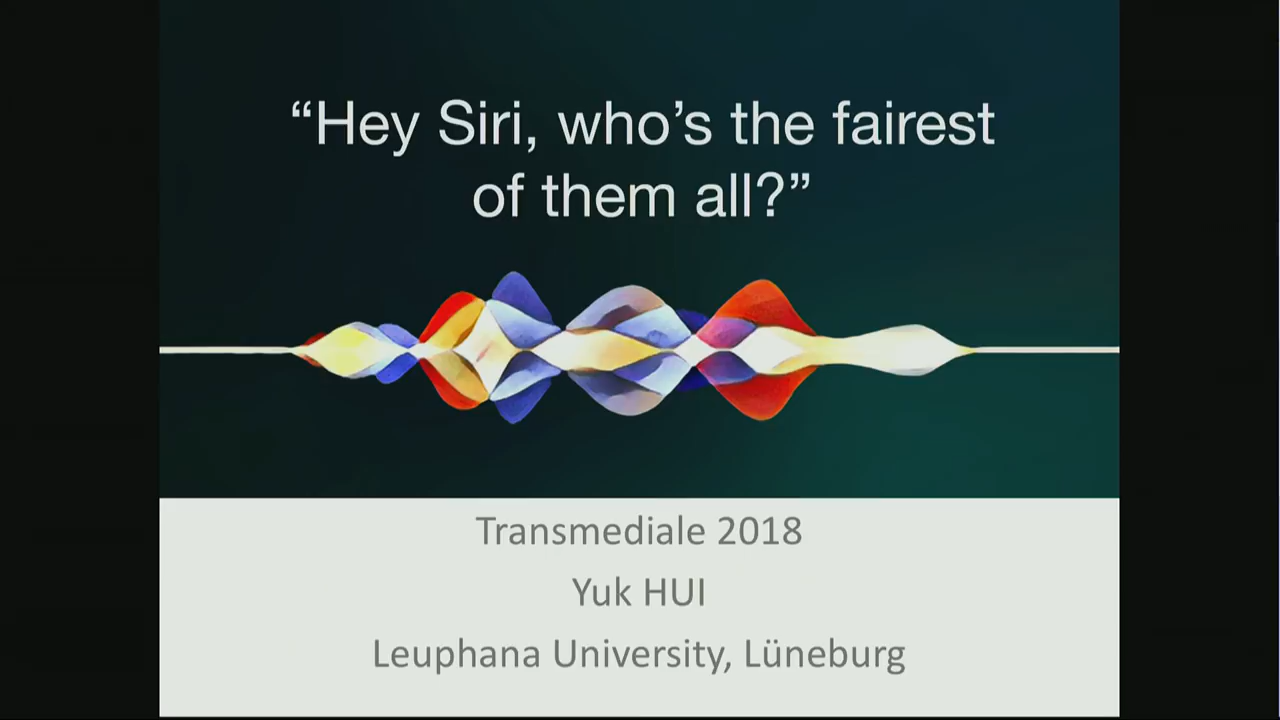 “Hey Siri, who’s the fairest
of them all?”
Transmediale 2018
Yuk HUI
Leuphana University, Lüneburg